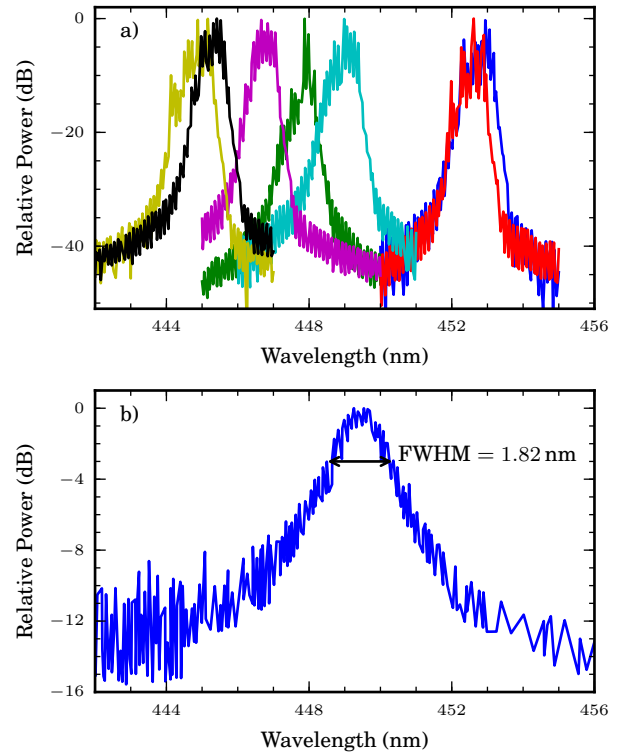 a)
Relative Power (dB)
0
−20
−40
444
448
452
456
Wavelength (nm)
b)
Relative Power (dB)
0
−4
−8
−12
−16
FWHM = 1.82 nm
444
448
452
456
Wavelength (nm)